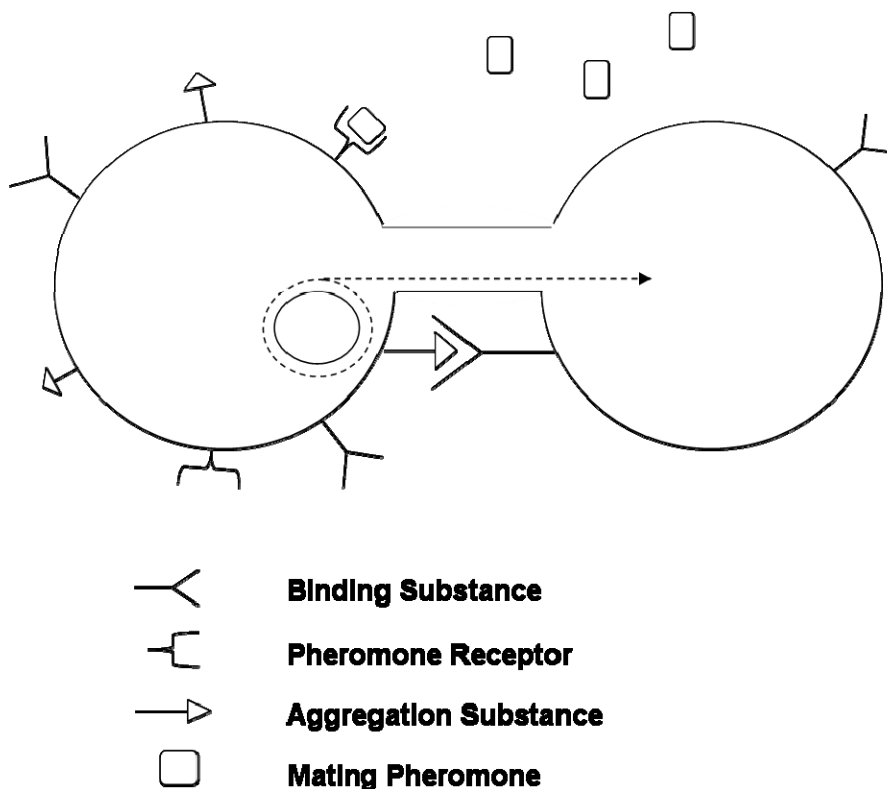 Binding Substance
Pheromone Receptor
Aggregation Substance
Mating Pheromone